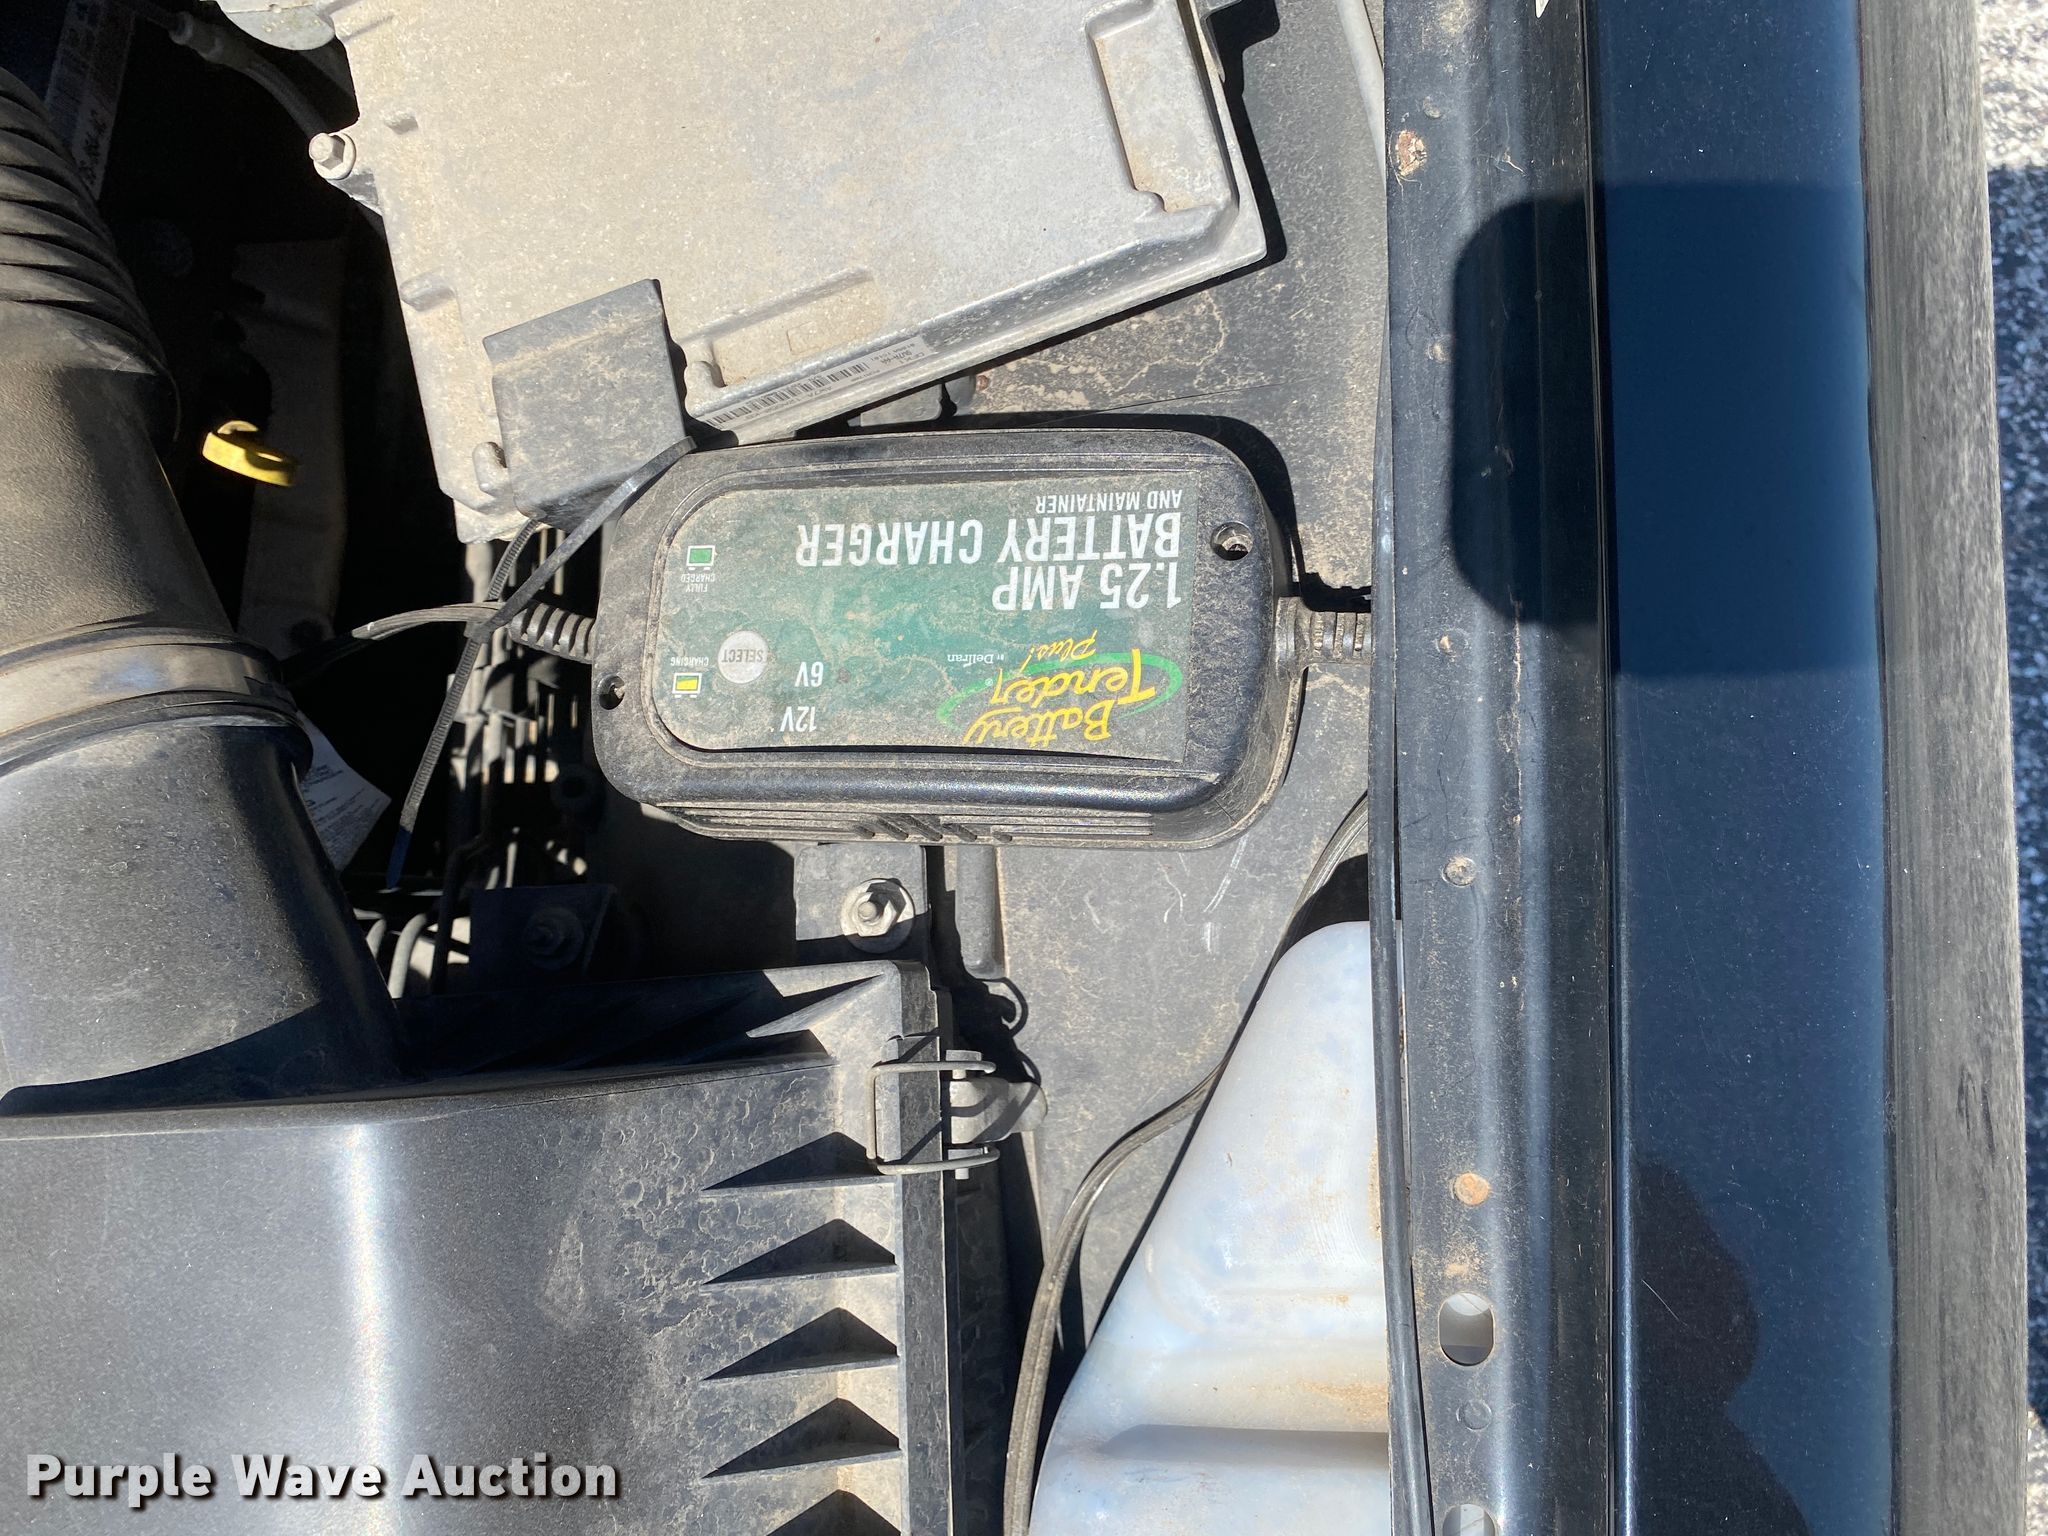 Battery
Tender®
Plus!
BY Deltran
1.25 AMP
BATTERY CHARGER
AND MAINTAINER
12V
6V
SELECT
CHARGING
FULLY
CHARGED
Purple Wave Auction